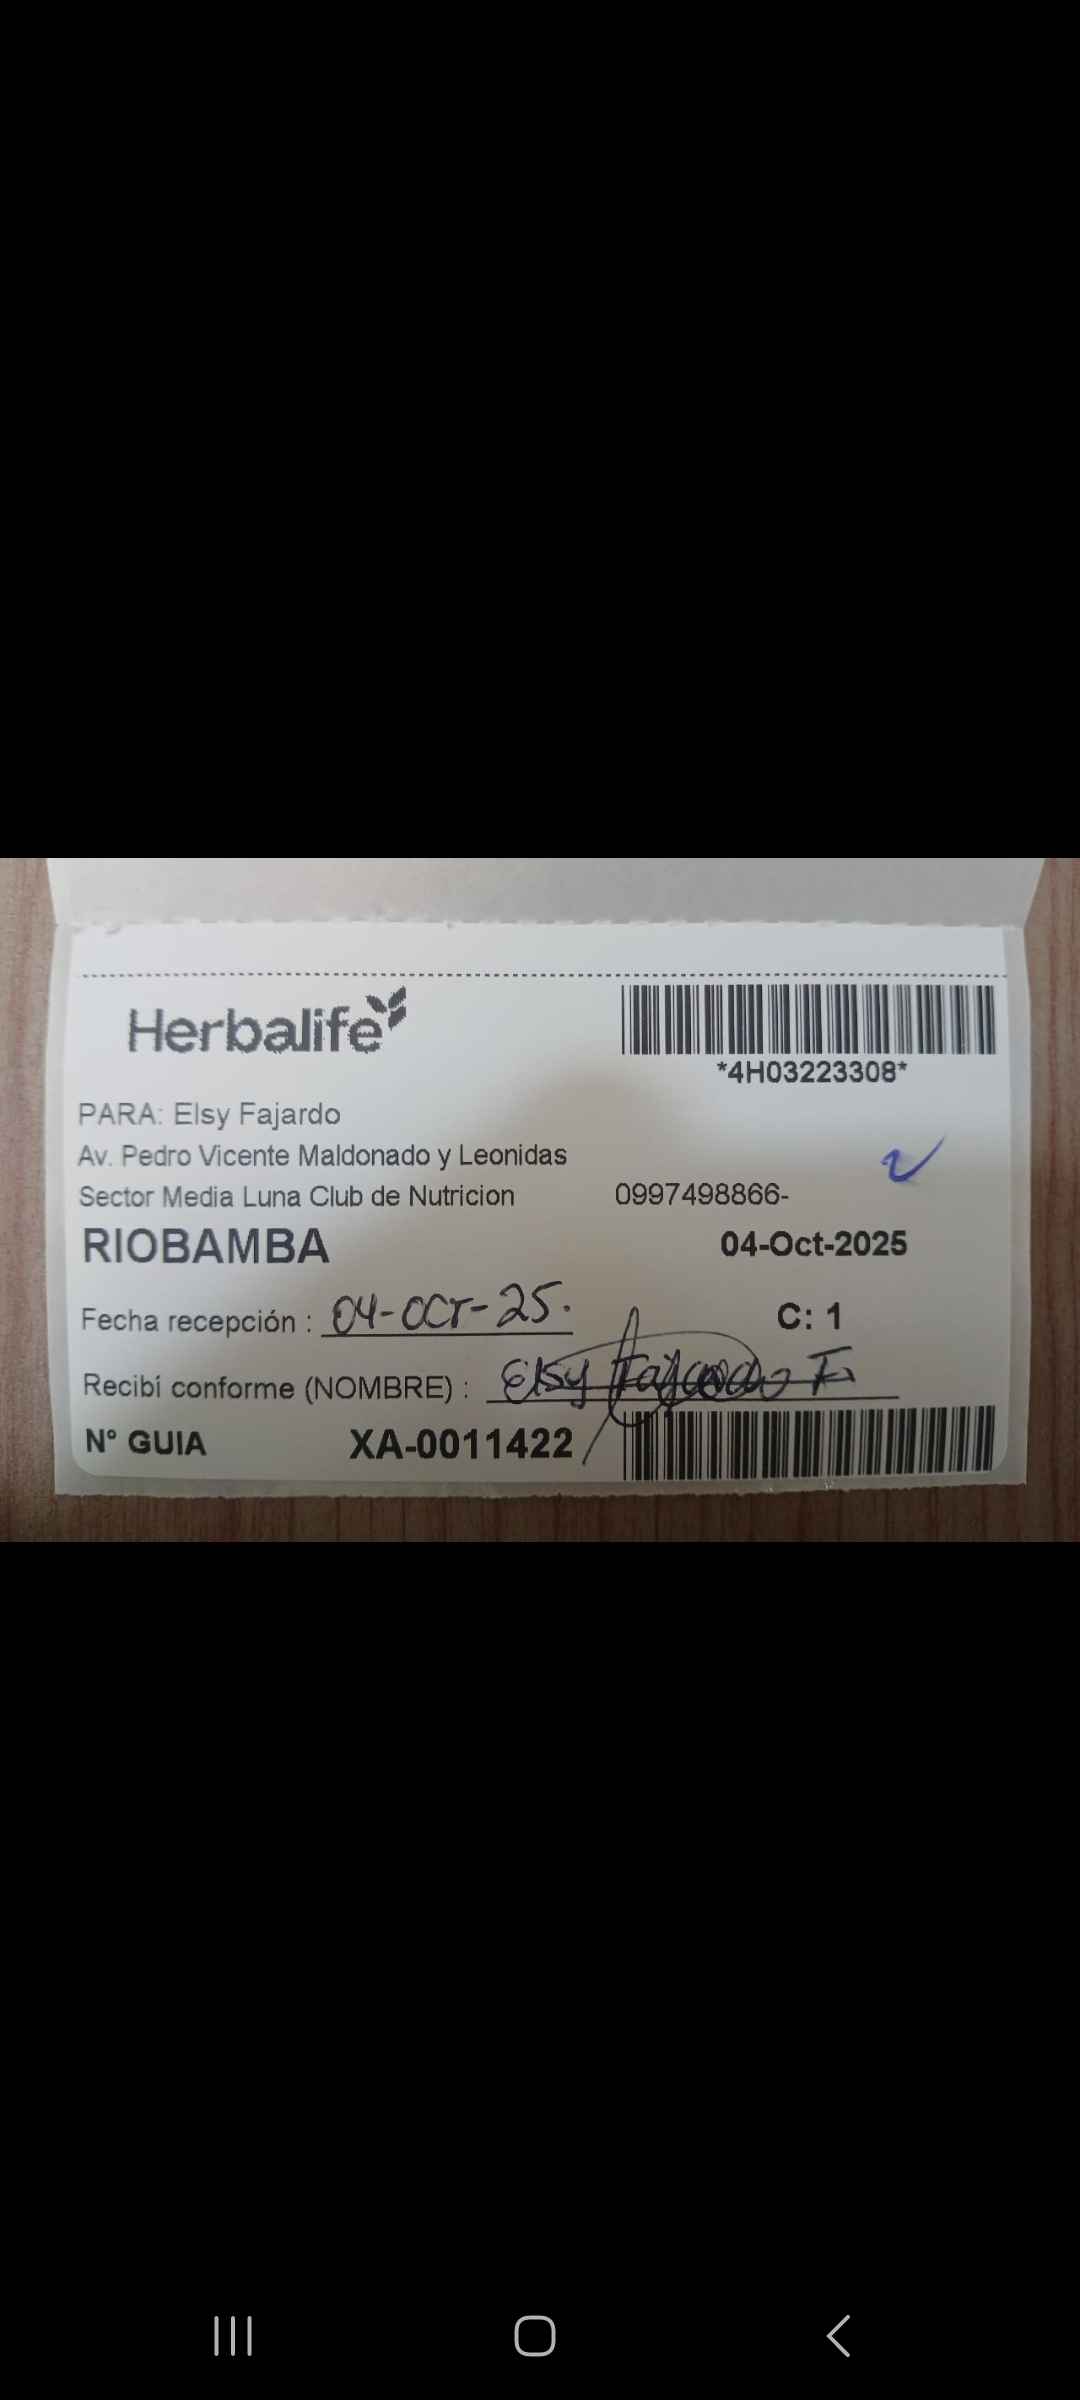 Herbalife
*4H03223308*
PARA: Elsy Fajardo
Av. Pedro Vicente Maldonado y Leonidas
Sector Media Luna Club de Nutricion 0997498866-
RIOBAMBA 04-Oct-2025
Fecha recepción : 04-OCT-25. C: 1
Recibí conforme (NOMBRE) : Elsy Fajardo F.
N° GUIA XA-0011422